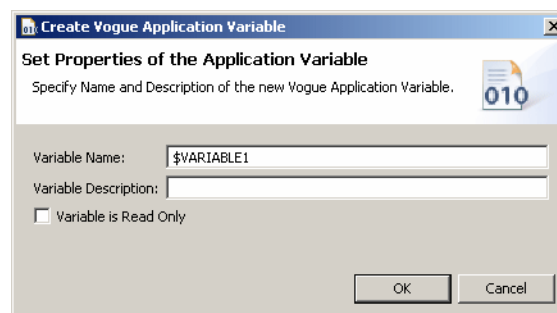 Create Vogue Application Variable
Set Properties of the Application Variable
Specify Name and Description of the new Vogue Application Variable.
010
Variable Name: $VARIABLE1
Variable Description:
Variable is Read Only
OK Cancel